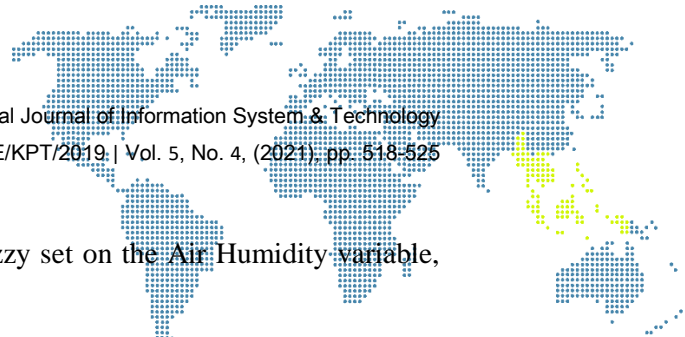 al Journal of Information System & Technology
E/KPT/2019 | Vol. 5, No. 4, (2021), pp. 518-525
zzy set on the Air Humidity variable,